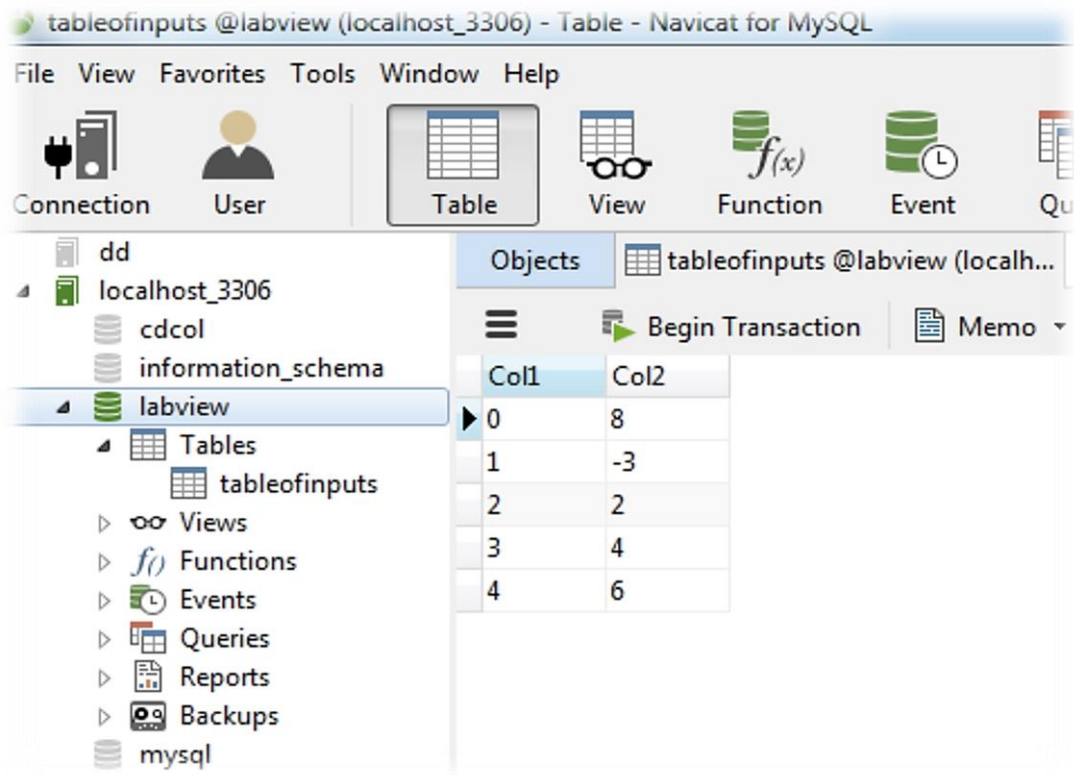 tableofinputs @labview (localhost_3306) - Table - Navicat for MySQL
File View Favorites Tools Window Help
Connection User Table View Function Event Qu
dd
localhost_3306
cdcol
information_schema
labview
Tables
tableofinputs
Views
f() Functions
Events
Queries
Reports
Backups
mysql
Objects tableofinputs @labview (localh...
Begin Transaction Memo
Col1 Col2
0 8
1 -3
2 2
3 4
4 6